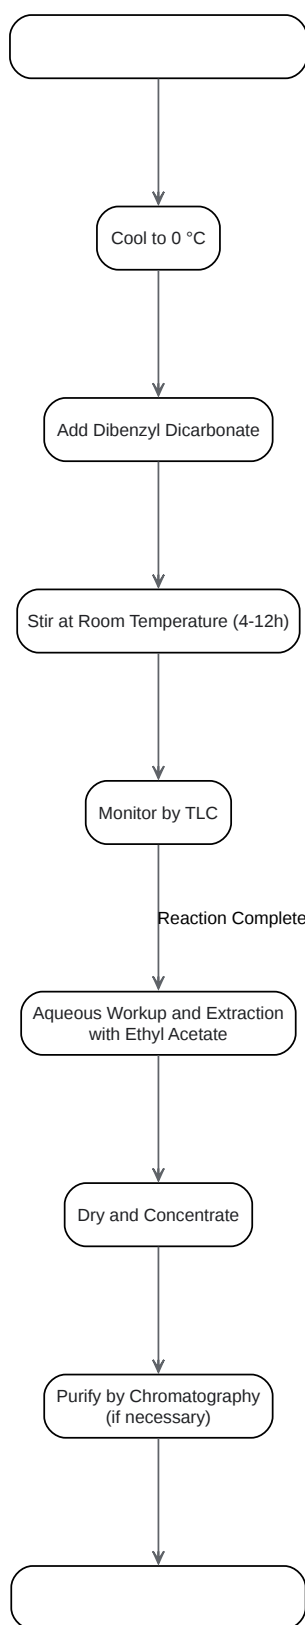 Cool to 0 °C
Add Dibenzyl Dicarbonate
Stir at Room Temperature (4-12h)
Monitor by TLC
Reaction Complete
Aqueous Workup and Extraction
with Ethyl Acetate
Dry and Concentrate
Purify by Chromatography
(if necessary)